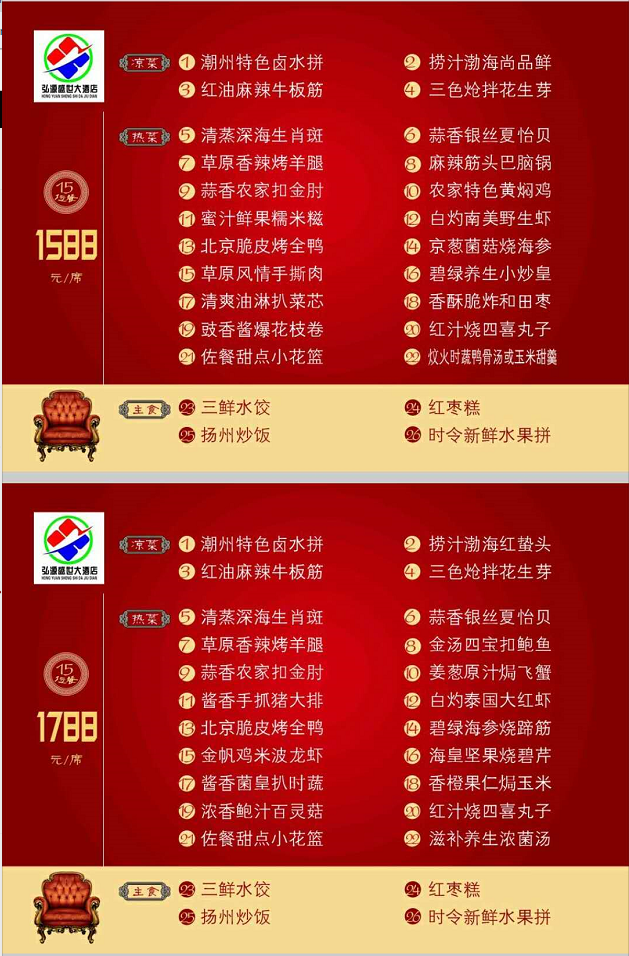 弘源盛世大酒店
HONG YUAN SHENG SHI DA JIU DIAN
凉菜
1 潮州特色卤水拼 2 捞汁渤海尚品鲜
3 红油麻辣牛板筋 4 三色炝拌花生芽
热菜
5 清蒸深海生肖斑 6 蒜香银丝夏怡贝
7 草原香辣烤羊腿 8 麻辣筋头巴脑锅
9 蒜香农家扣金肘 10 农家特色黄焖鸡
11 蜜汁鲜果糯米糍 12 白灼南美野生虾
13 北京脆皮烤全鸭 14 京葱菌菇烧海参
15 草原风情手撕肉 16 碧绿养生小炒皇
17 清爽油淋扒菜芯 18 香酥脆炸和田枣
19 豉香酱爆花枝卷 20 红汁烧四喜丸子
21 佐餐甜点小花篮 22 炆火时蔬鸭骨汤或玉米甜羹
15
位餐
1588
元/席
主食
23 三鲜水饺 24 红枣糕
25 扬州炒饭 26 时令新鲜水果拼
弘源盛世大酒店
HONG YUAN SHENG SHI DA JIU DIAN
凉菜
1 潮州特色卤水拼 2 捞汁渤海红蛰头
3 红油麻辣牛板筋 4 三色炝拌花生芽
热菜
5 清蒸深海生肖斑 6 蒜香银丝夏怡贝
7 草原香辣烤羊腿 8 金汤四宝扣鲍鱼
9 蒜香农家扣金肘 10 姜葱原汁焗飞蟹
11 酱香手抓猪大排 12 白灼泰国大红虾
13 北京脆皮烤全鸭 14 碧绿海参烧蹄筋
15 金帆鸡米波龙虾 16 海皇坚果烧碧芹
17 酱香菌皇扒时蔬 18 香橙果仁焗玉米
19 浓香鲍汁百灵菇 20 红汁烧四喜丸子
21 佐餐甜点小花篮 22 滋补养生浓菌汤
15
位餐
1788
元/席
主食
23 三鲜水饺 24 红枣糕
25 扬州炒饭 26 时令新鲜水果拼